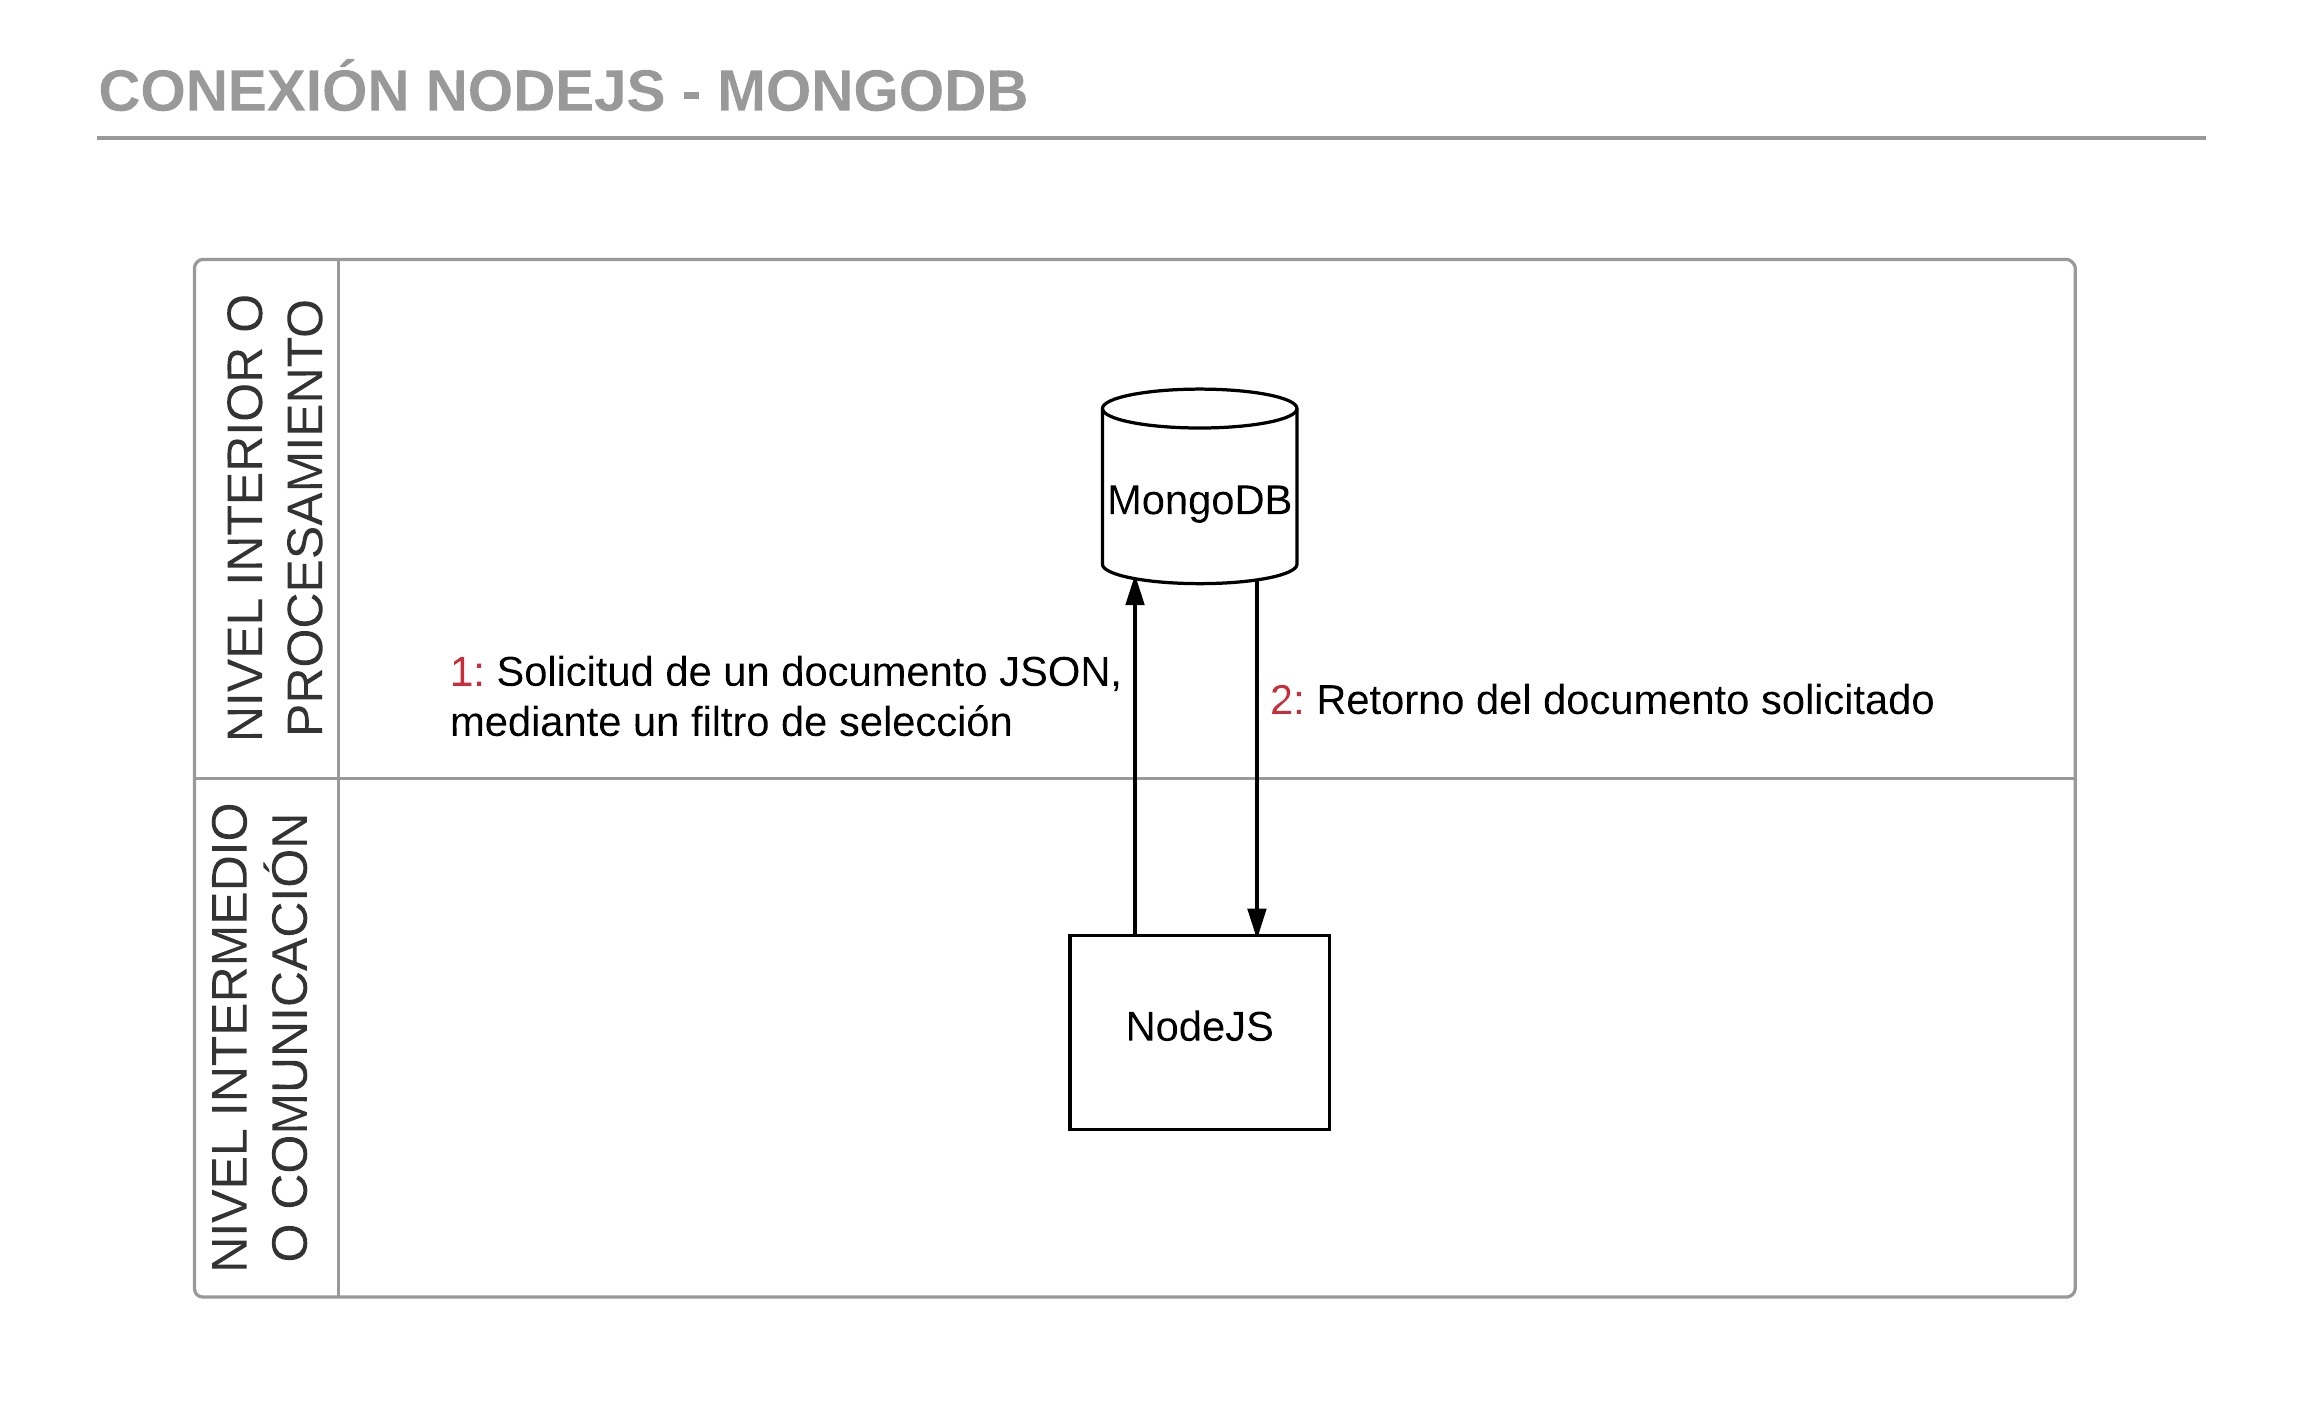 CONEXIÓN NODEJS - MONGODB
NIVEL INTERIOR O
PROCESAMIENTO
MongoDB
1: Solicitud de un documento JSON,
mediante un filtro de selección
2: Retorno del documento solicitado
NIVEL INTERMEDIO
O COMUNICACIÓN
NodeJS